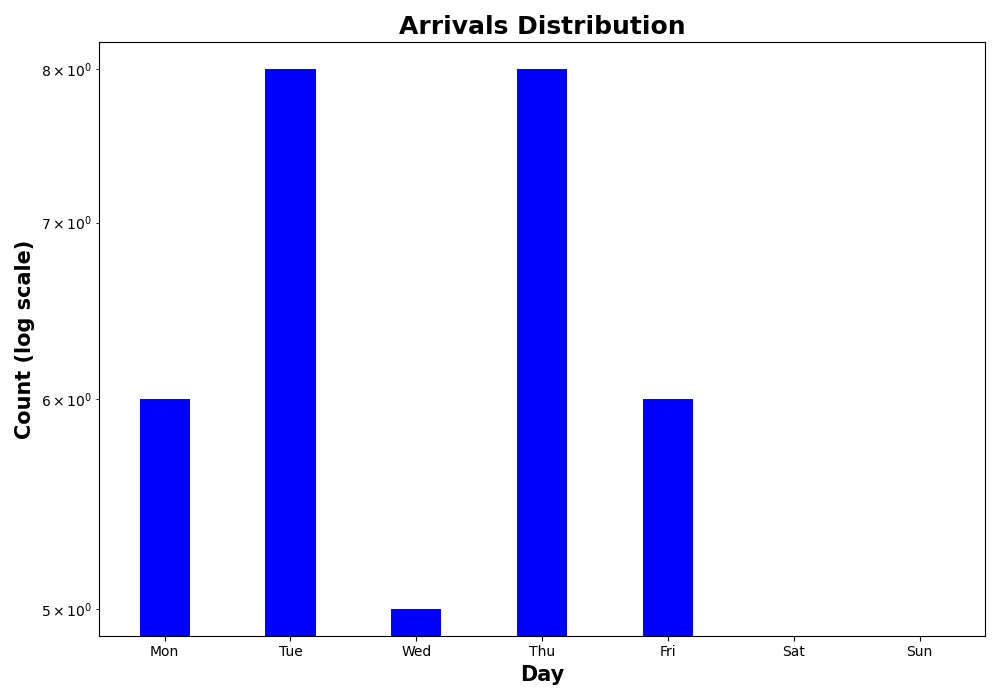 Arrivals Distribution
Count (log scale)
8 × 10⁰
7 × 10⁰
6 × 10⁰
5 × 10⁰
Mon Tue Wed Thu Fri Sat Sun
Day